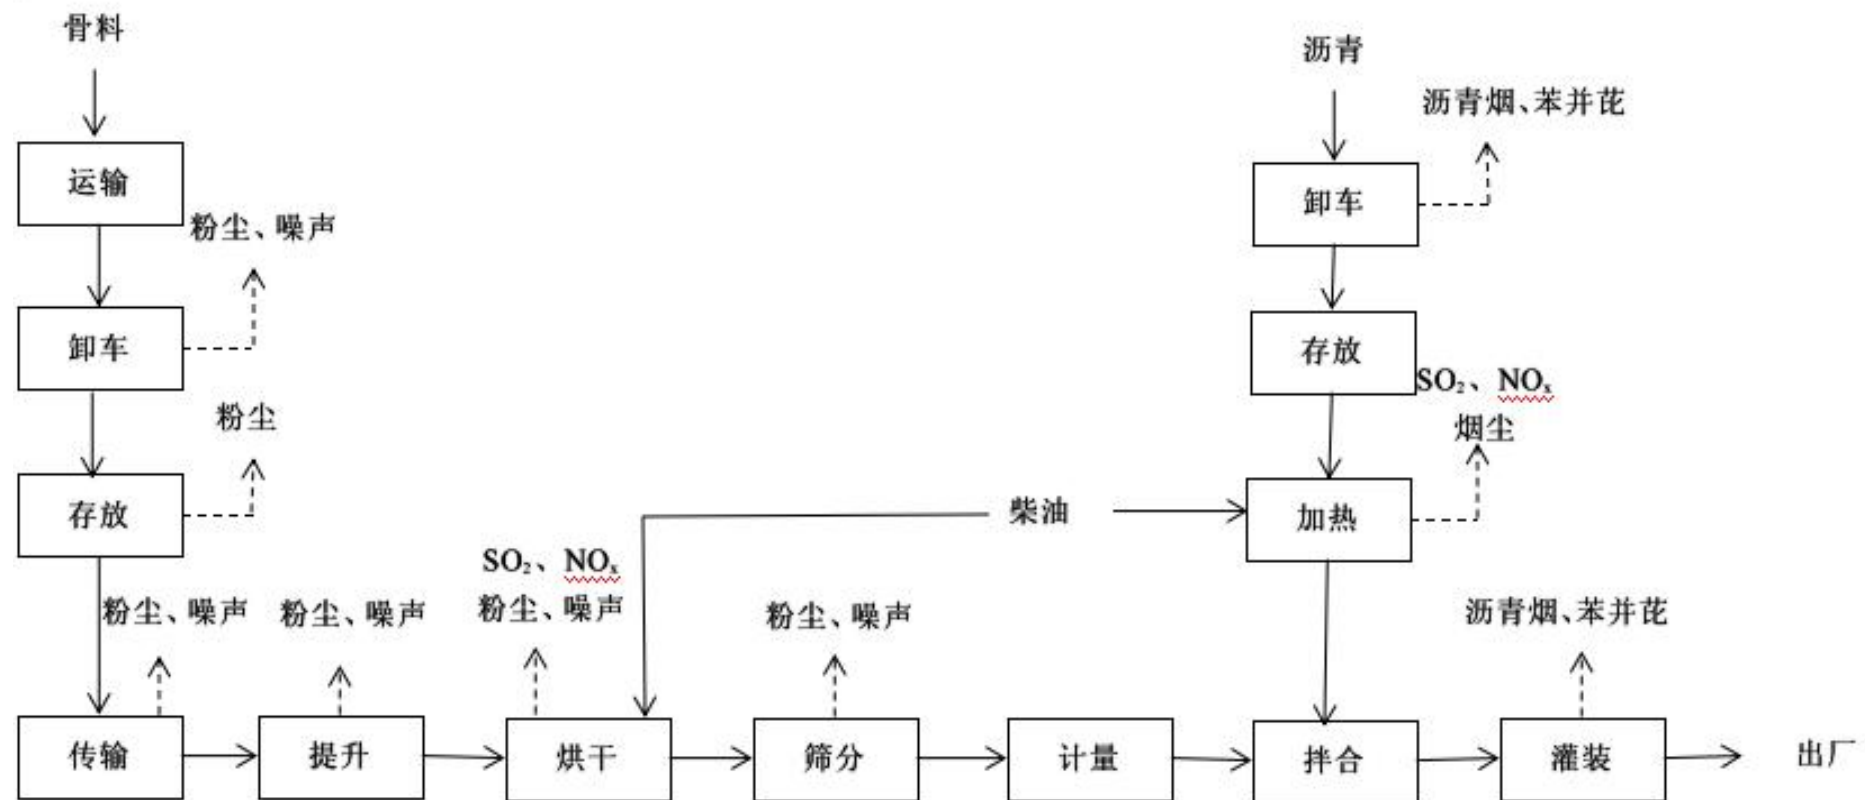 骨料
沥青
沥青烟、苯并芘
运输
卸车
粉尘、噪声
卸车
存放
SO₂、NOₓ
粉尘
烟尘
存放
柴油
加热
SO₂、NOₓ
粉尘、噪声
粉尘、噪声
粉尘、噪声
粉尘、噪声
沥青烟、苯并芘
传输
提升
烘干
筛分
计量
拌合
灌装
出厂